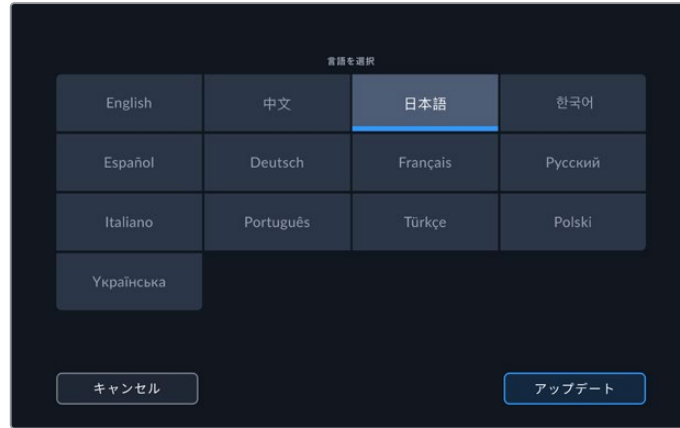 言語を選択
English 中文 日本語 한국어
Español Deutsch Français Русский
Italiano Português Türkçe Polski
Українська
キャンセル アップデート